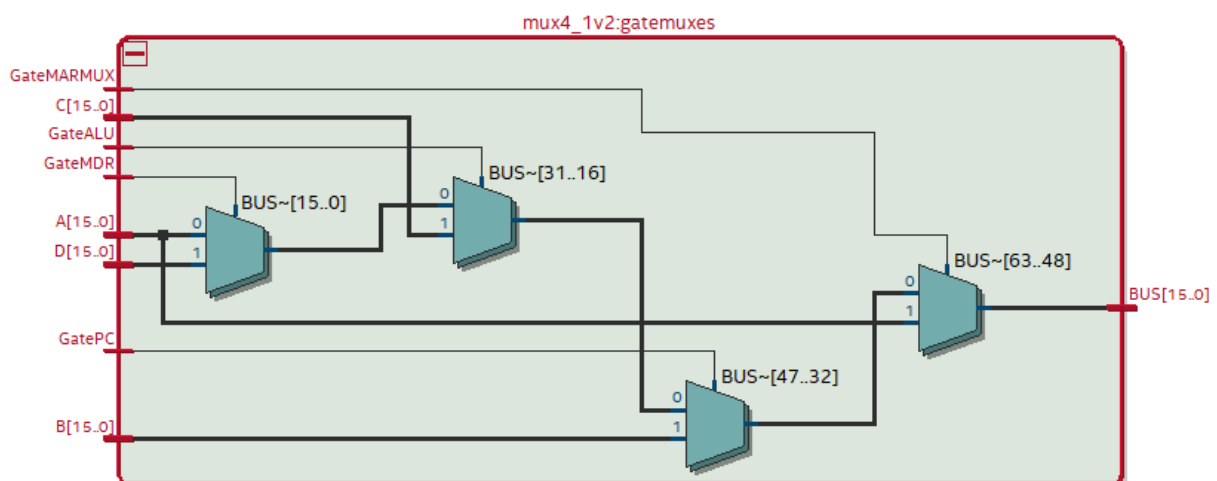 mux4_1v2:gatemuxes
GateMARMUX
C[15..0]
GateALU
GateMDR
A[15..0]
D[15..0]
GatePC
B[15..0]
0
1
BUS~[15..0]
0
1
BUS~[31..16]
0
1
BUS~[47..32]
0
1
BUS~[63..48]
BUS[15..0]